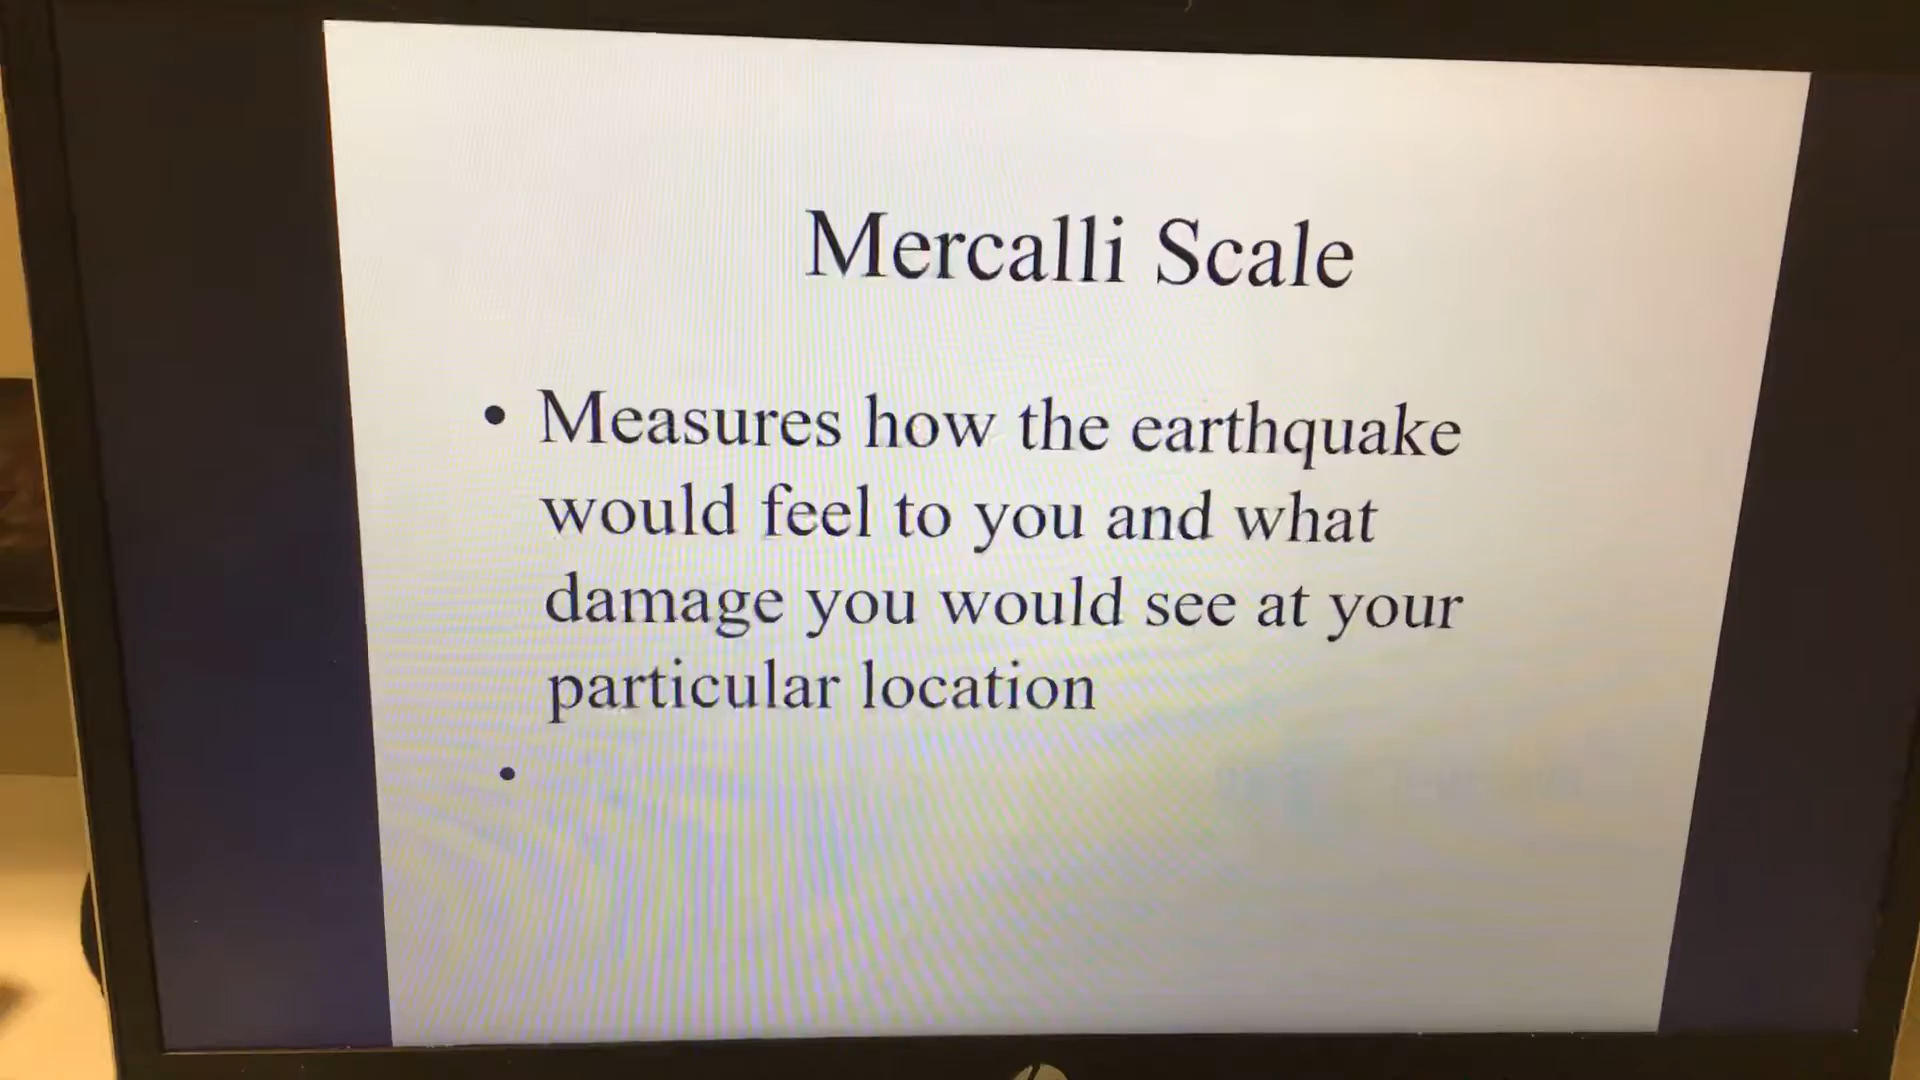 Mercalli Scale
• Measures how the earthquake
would feel to you and what
damage you would see at your
particular location
•